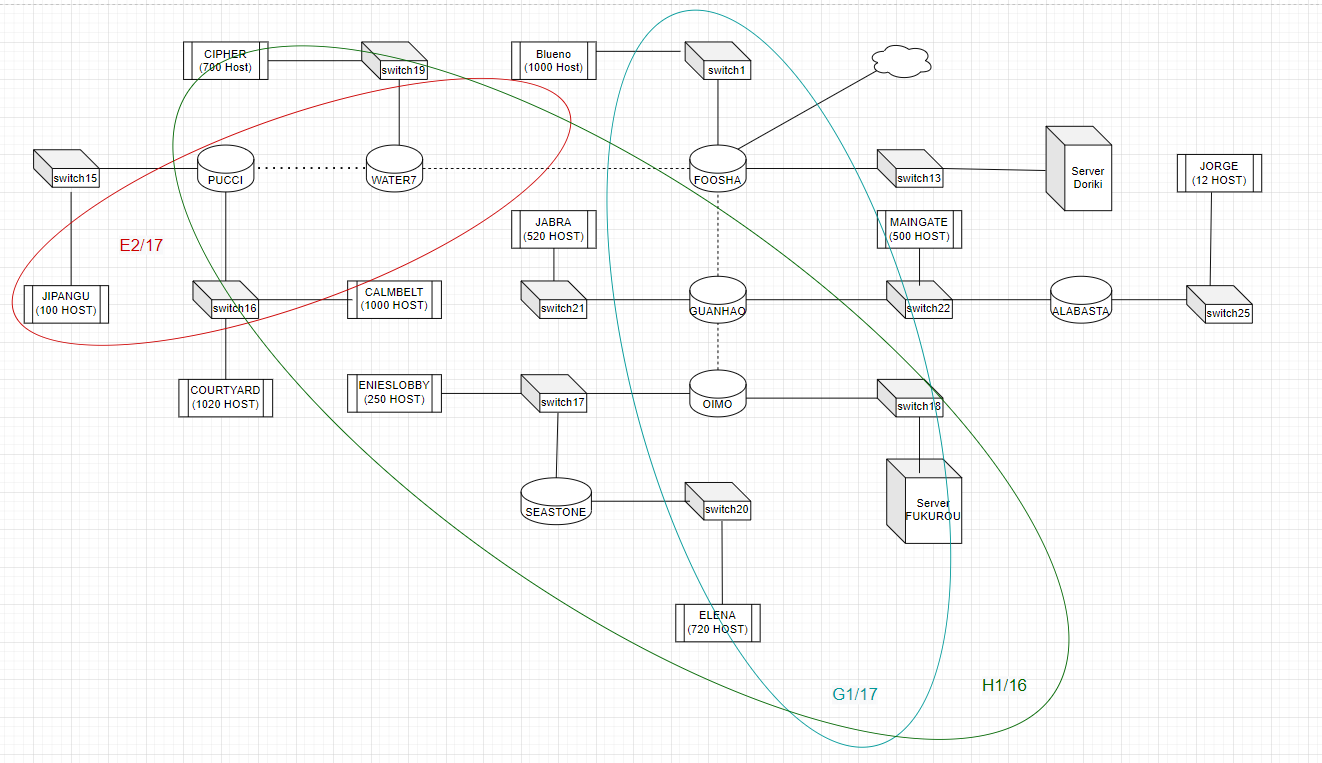 CIPHER
(700 Host)
switch19
Blueno
(1000 Host)
switch1
switch15
PUCCI
WATER7
FOOSHA
switch13
Server
Doriki
JORGE
(12 HOST)
JABRA
(520 HOST)
MAINGATE
(500 HOST)
E2/17
JIPANGU
(100 HOST)
switch16
CALMBELT
(1000 HOST)
switch21
GUANHAO
switch22
ALABASTA
switch25
COURTYARD
(1020 HOST)
ENIESLOBBY
(250 HOST)
switch17
OIMO
switch18
SEASTONE
switch20
Server
FUKUROU
ELENA
(720 HOST)
G1/17
H1/16